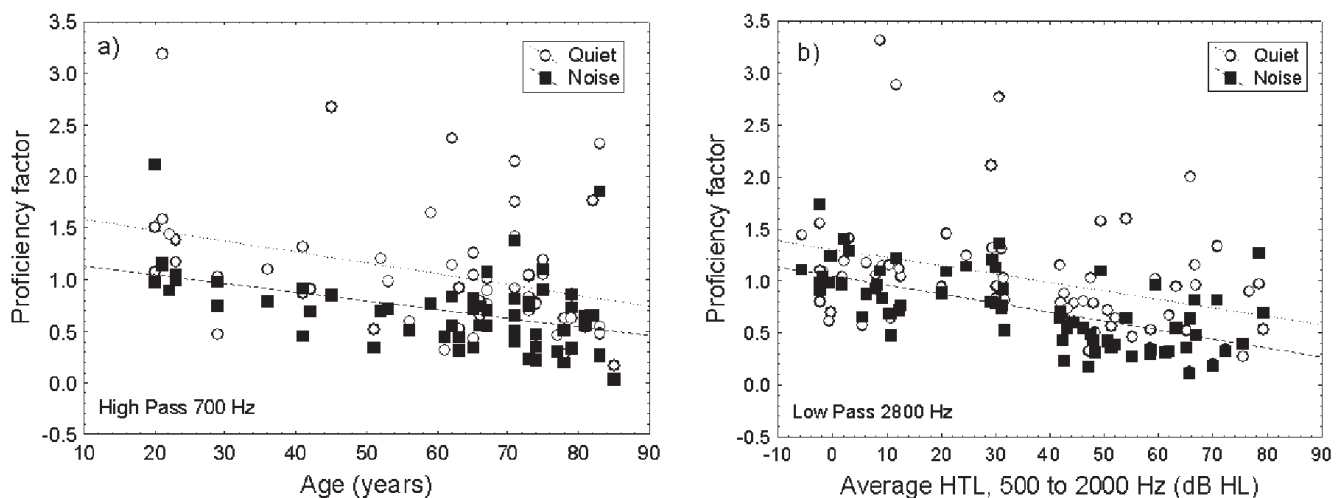 a)
Quiet
Noise
3.5
3.0
2.5
2.0
1.5
1.0
0.5
0.0
-0.5
Proficiency factor
High Pass 700 Hz
10 20 30 40 50 60 70 80 90
Age (years)
b)
Quiet
Noise
3.5
3.0
2.5
2.0
1.5
1.0
0.5
0.0
-0.5
Proficiency factor
Low Pass 2800 Hz
-10 0 10 20 30 40 50 60 70 80 90
Average HTL, 500 to 2000 Hz (dB HL)